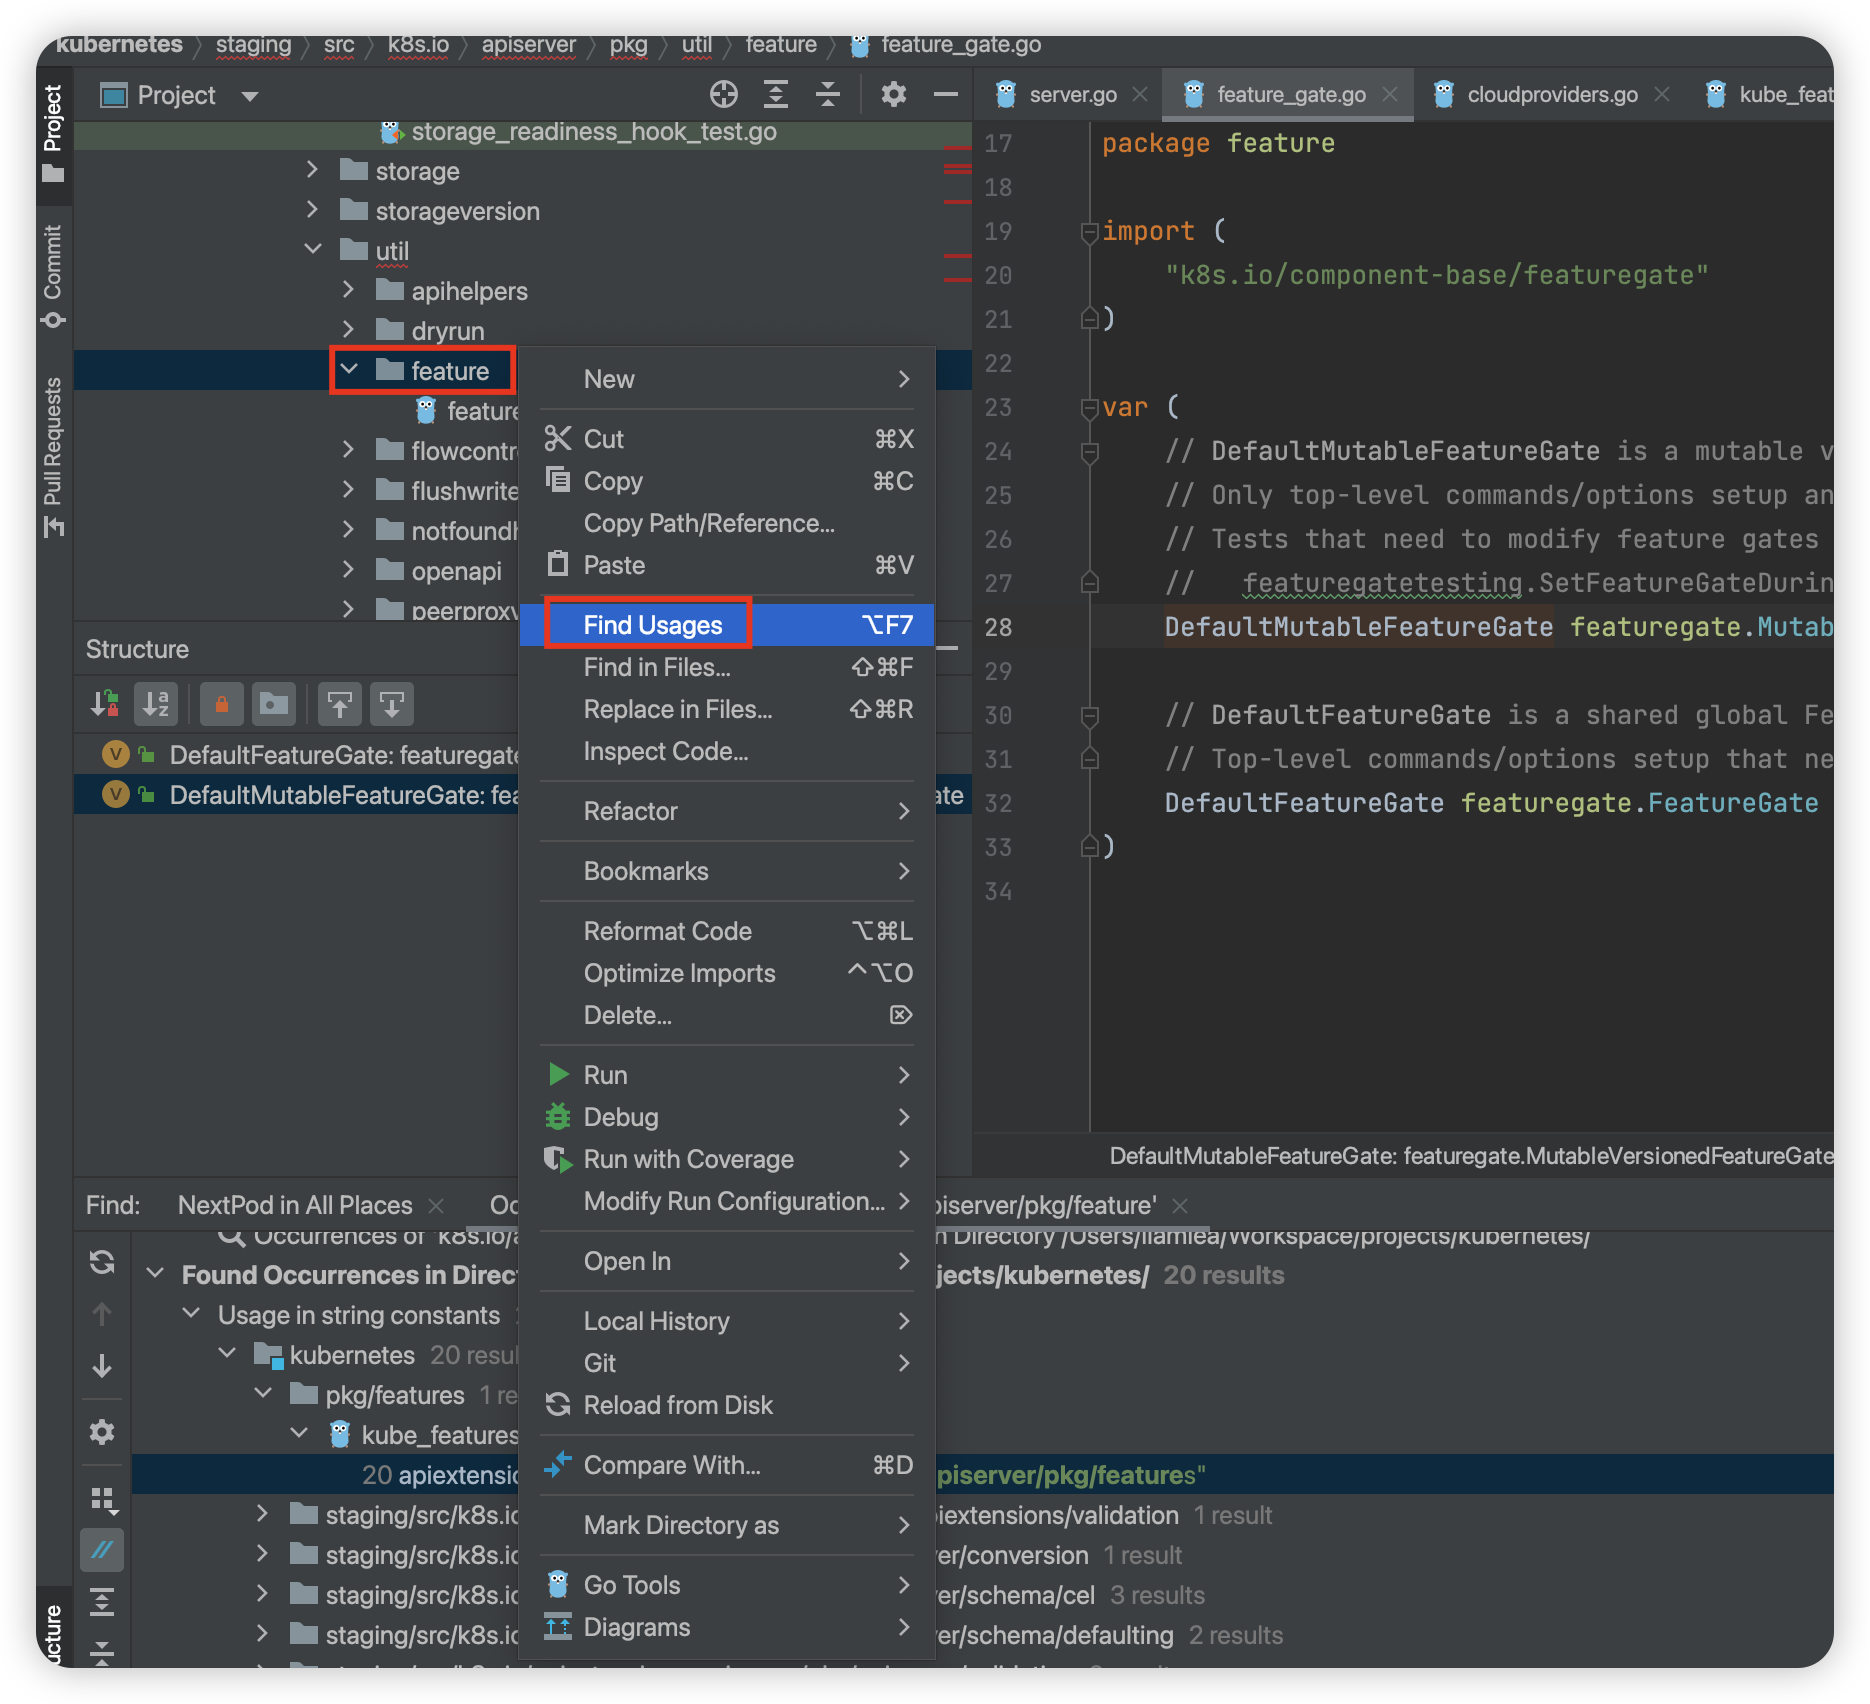 kubernetes staging src k8s.io apiserver pkg util feature feature_gate.go
Project
Commit
Pull Requests
Project
storage_readiness_hook_test.go
storage
storageversion
util
apihelpers
dryrun
feature
feature
flowcontr
flushwrite
notfoundh
openapi
peerproxy
Structure
DefaultFeatureGate: featuregate
DefaultMutableFeatureGate: fea
ate
New
Cut ⌘X
Copy ⌘C
Copy Path/Reference...
Paste ⌘V
Find Usages ⌥F7
Find in Files... ⇧⌘F
Replace in Files... ⇧⌘R
Inspect Code...
Refactor
Bookmarks
Reformat Code ⌥⌘L
Optimize Imports ^⌥O
Delete... ⌦
Run
Debug
Run with Coverage
Modify Run Configuration...
Open In
Local History
Git
Reload from Disk
Compare With... ⌘D
Mark Directory as
Go Tools
Diagrams
server.go feature_gate.go cloudproviders.go kube_feat
17 package feature
18
19 import (
20 "k8s.io/component-base/featuregate"
21 )
22
23 var (
24 // DefaultMutableFeatureGate is a mutable v
25 // Only top-level commands/options setup an
26 // Tests that need to modify feature gates
27 // featuregatetesting.SetFeatureGateDurin
28 DefaultMutableFeatureGate featuregate.Mutab
29
30 // DefaultFeatureGate is a shared global Fe
31 // Top-level commands/options setup that ne
32 DefaultFeatureGate featuregate.FeatureGate
33 )
34
DefaultMutableFeatureGate: featuregate.MutableVersionedFeatureGate
Find: NextPod in All Places Oc piserver/pkg/feature'
Occurrences of 'k8s.io/a n Directory /Users/liamlea/Workspace/projects/kubernetes/
Found Occurrences in Direc jects/kubernetes/ 20 results
Usage in string constants
kubernetes 20 resul
pkg/features 1 re
kube_features
20 apiextensio piserver/pkg/features"
staging/src/k8s.io iextensions/validation 1 result
staging/src/k8s.io er/conversion 1 result
staging/src/k8s.io er/schema/cel 3 results
staging/src/k8s.io er/schema/defaulting 2 results
ucture